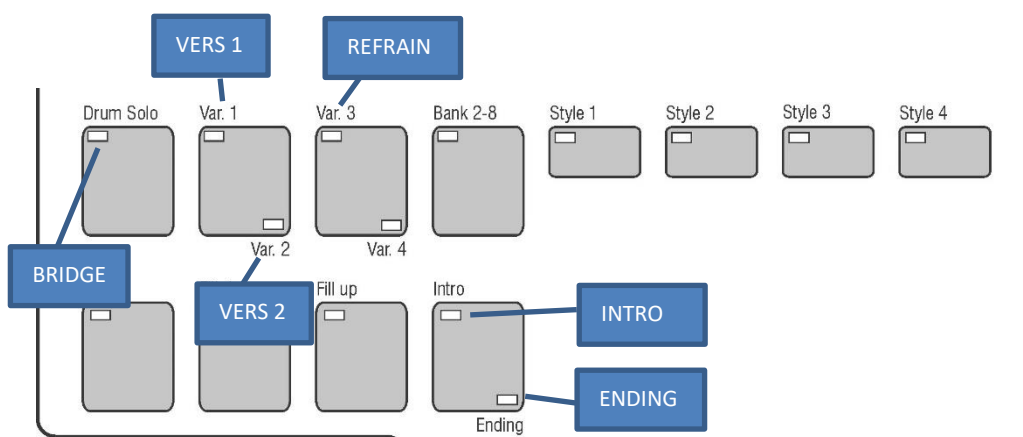 VERS 1
REFRAIN
Drum Solo
Var. 1
Var. 3
Bank 2-8
Style 1
Style 2
Style 3
Style 4
Var. 2
Var. 4
BRIDGE
VERS 2
Fill up
Intro
INTRO
ENDING
Ending